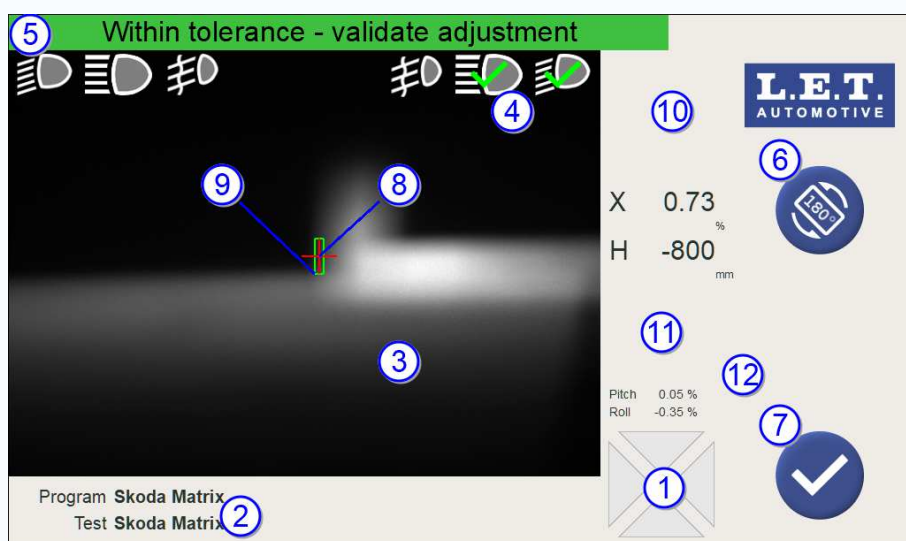 5 Within tolerance - validate adjustment
4
10
L.E.T.
AUTOMOTIVE
6
180°
9
8
X 0.73
%
H -800
mm
3
11
12
Pitch 0.05 %
Roll -0.35 %
7
1
Program Skoda Matrix
Test Skoda Matrix
2